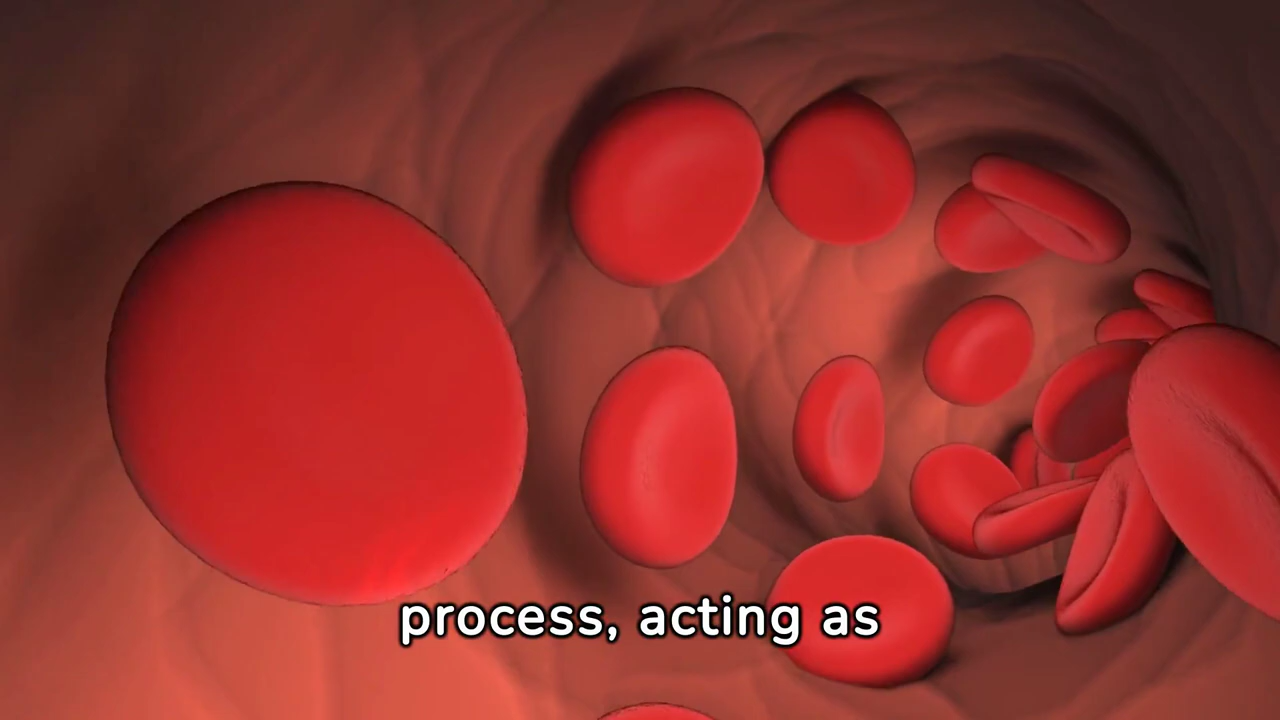 process, acting as